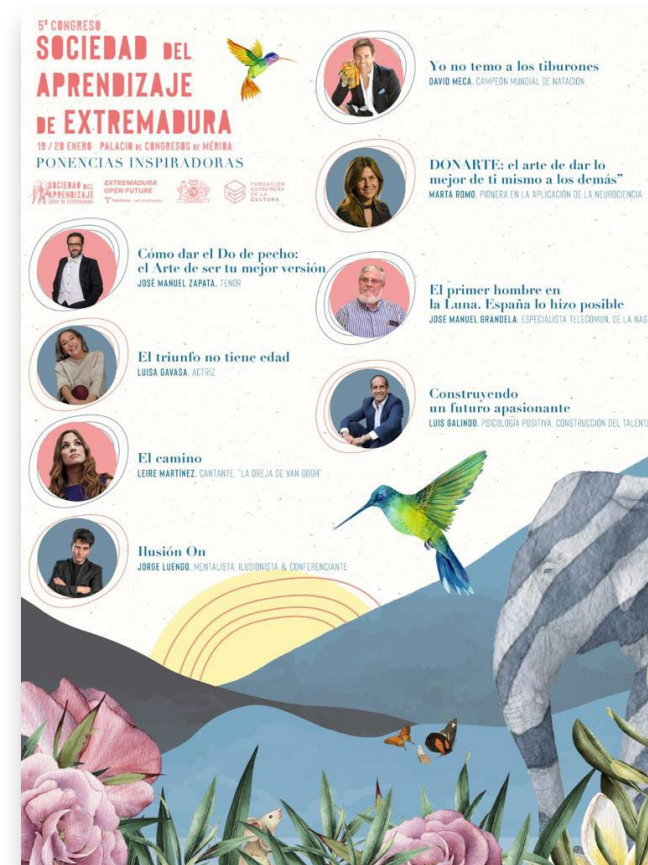 5º CONGRESO
SOCIEDAD DEL
APRENDIZAJE
DE EXTREMADURA
19 / 20 ENERO PALACIO DE CONGRESOS DE MÉRIDA
PONENCIAS INSPIRADORAS
SOCIEDAD DEL
APRENDIZAJE
EXTREMADURA
OPEN FUTURE
Telefónica
FUNDACIÓN
EXTREMEÑA
DE LA
CULTURA
Cómo dar el Do de pecho:
el Arte de ser tu mejor versión
JOSÉ MANUEL ZAPATA. TENOR
El triunfo no tiene edad
LUISA GAVASA. ACTRIZ
El camino
LEIRE MARTÍNEZ. CANTANTE. "LA OREJA DE VAN GOGH"
Ilusión On
JORGE LUENGO. MENTALISTA, ILUSIONISTA & CONFERENCIANTE
Yo no temo a los tiburones
DAVID MECA. CAMPEÓN MUNDIAL DE NATACIÓN
DONARTE: el arte de dar lo
mejor de ti mismo a los demás”
MARTA ROMO. PIONERA EN LA APLICACIÓN DE LA NEUROCIENCIA
El primer hombre en
la Luna. España lo hizo posible
JOSÉ MANUEL GRANDELA. ESPECIALISTA TELECOMUN. DE LA NAS
Construyendo
un futuro apasionante
LUIS GALINDO. PSICOLOGÍA POSITIVA. CONSTRUCCIÓN DEL TALENT